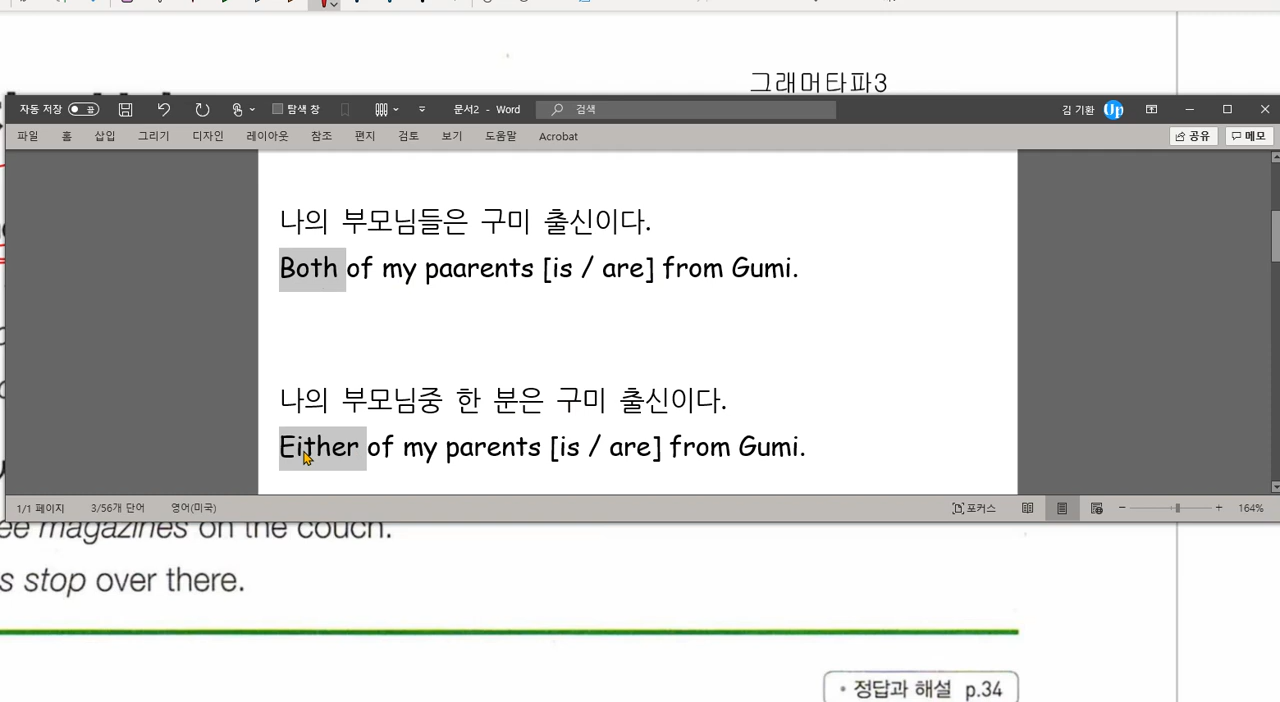 그래머타파3
자동 저장 끔 탐색 창 문서2 - Word 검색 김 기환 Up
파일 홈 삽입 그리기 디자인 레이아웃 참조 편지 검토 보기 도움말 Acrobat 공유 메모
나의 부모님들은 구미 출신이다.
Both of my paarents [is / are] from Gumi.
나의 부모님중 한 분은 구미 출신이다.
Either of my parents [is / are] from Gumi.
1/1 페이지 3/56개 단어 영어(미국) 포커스 164%
magazines on the couch.
stop over there.
• 정답과 해설 p.34